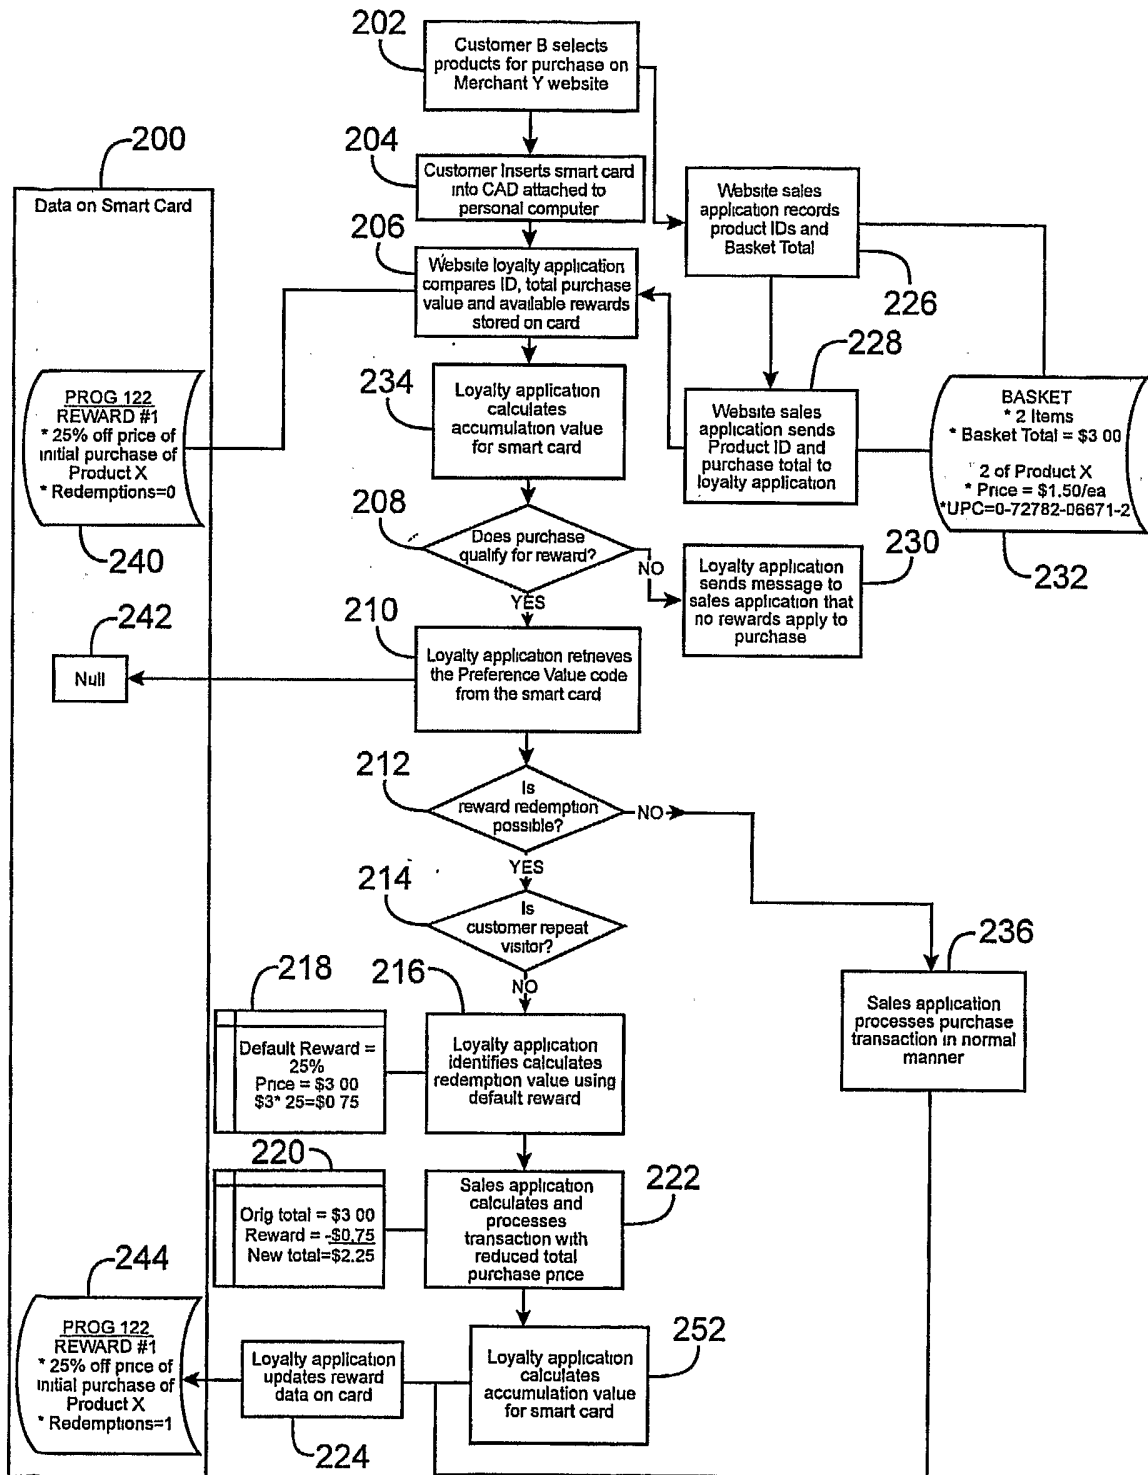 202
Customer B selects
products for purchase on
Merchant Y website
200
204
Customer Inserts smart card
into CAD attached to
personal computer
Website sales
application records
product IDs and
Basket Total
226
Data on Smart Card
206
Website loyalty application
compares ID, total purchase
value and available rewards
stored on card
228
234
Loyalty application
calculates
accumulation value
for smart card
Website sales
application sends
Product ID and
purchase total to
loyalty application
BASKET
* 2 Items
* Basket Total = $3 00
2 of Product X
* Price = $1.50/ea
*UPC=0-72782-06671-2
232
PROG 122
REWARD #1
* 25% off price of
initial purchase of
Product X
* Redemptions=0
240
208
Does purchase
qualify for reward?
NO
YES
230
Loyalty application
sends message to
sales application that
no rewards apply to
purchase
242
Null
210
Loyalty application retrieves
the Preference Value code
from the smart card
212
Is
reward redemption
possible?
NO
YES
214
Is
customer repeat
visitor?
NO
236
Sales application
processes purchase
transaction in normal
manner
218
Default Reward =
25%
Price = $3 00
$3* 25=$0 75
216
Loyalty application
identifies calculates
redemption value using
default reward
220
Orig total = $3 00
Reward = -$0.75
New total=$2.25
222
Sales application
calculates and
processes
transaction with
reduced total
purchase price
244
PROG 122
REWARD #1
* 25% off price of
initial purchase of
Product X
* Redemptions=1
Loyalty application
updates reward
data on card
224
252
Loyalty application
calculates
accumulation value
for smart card